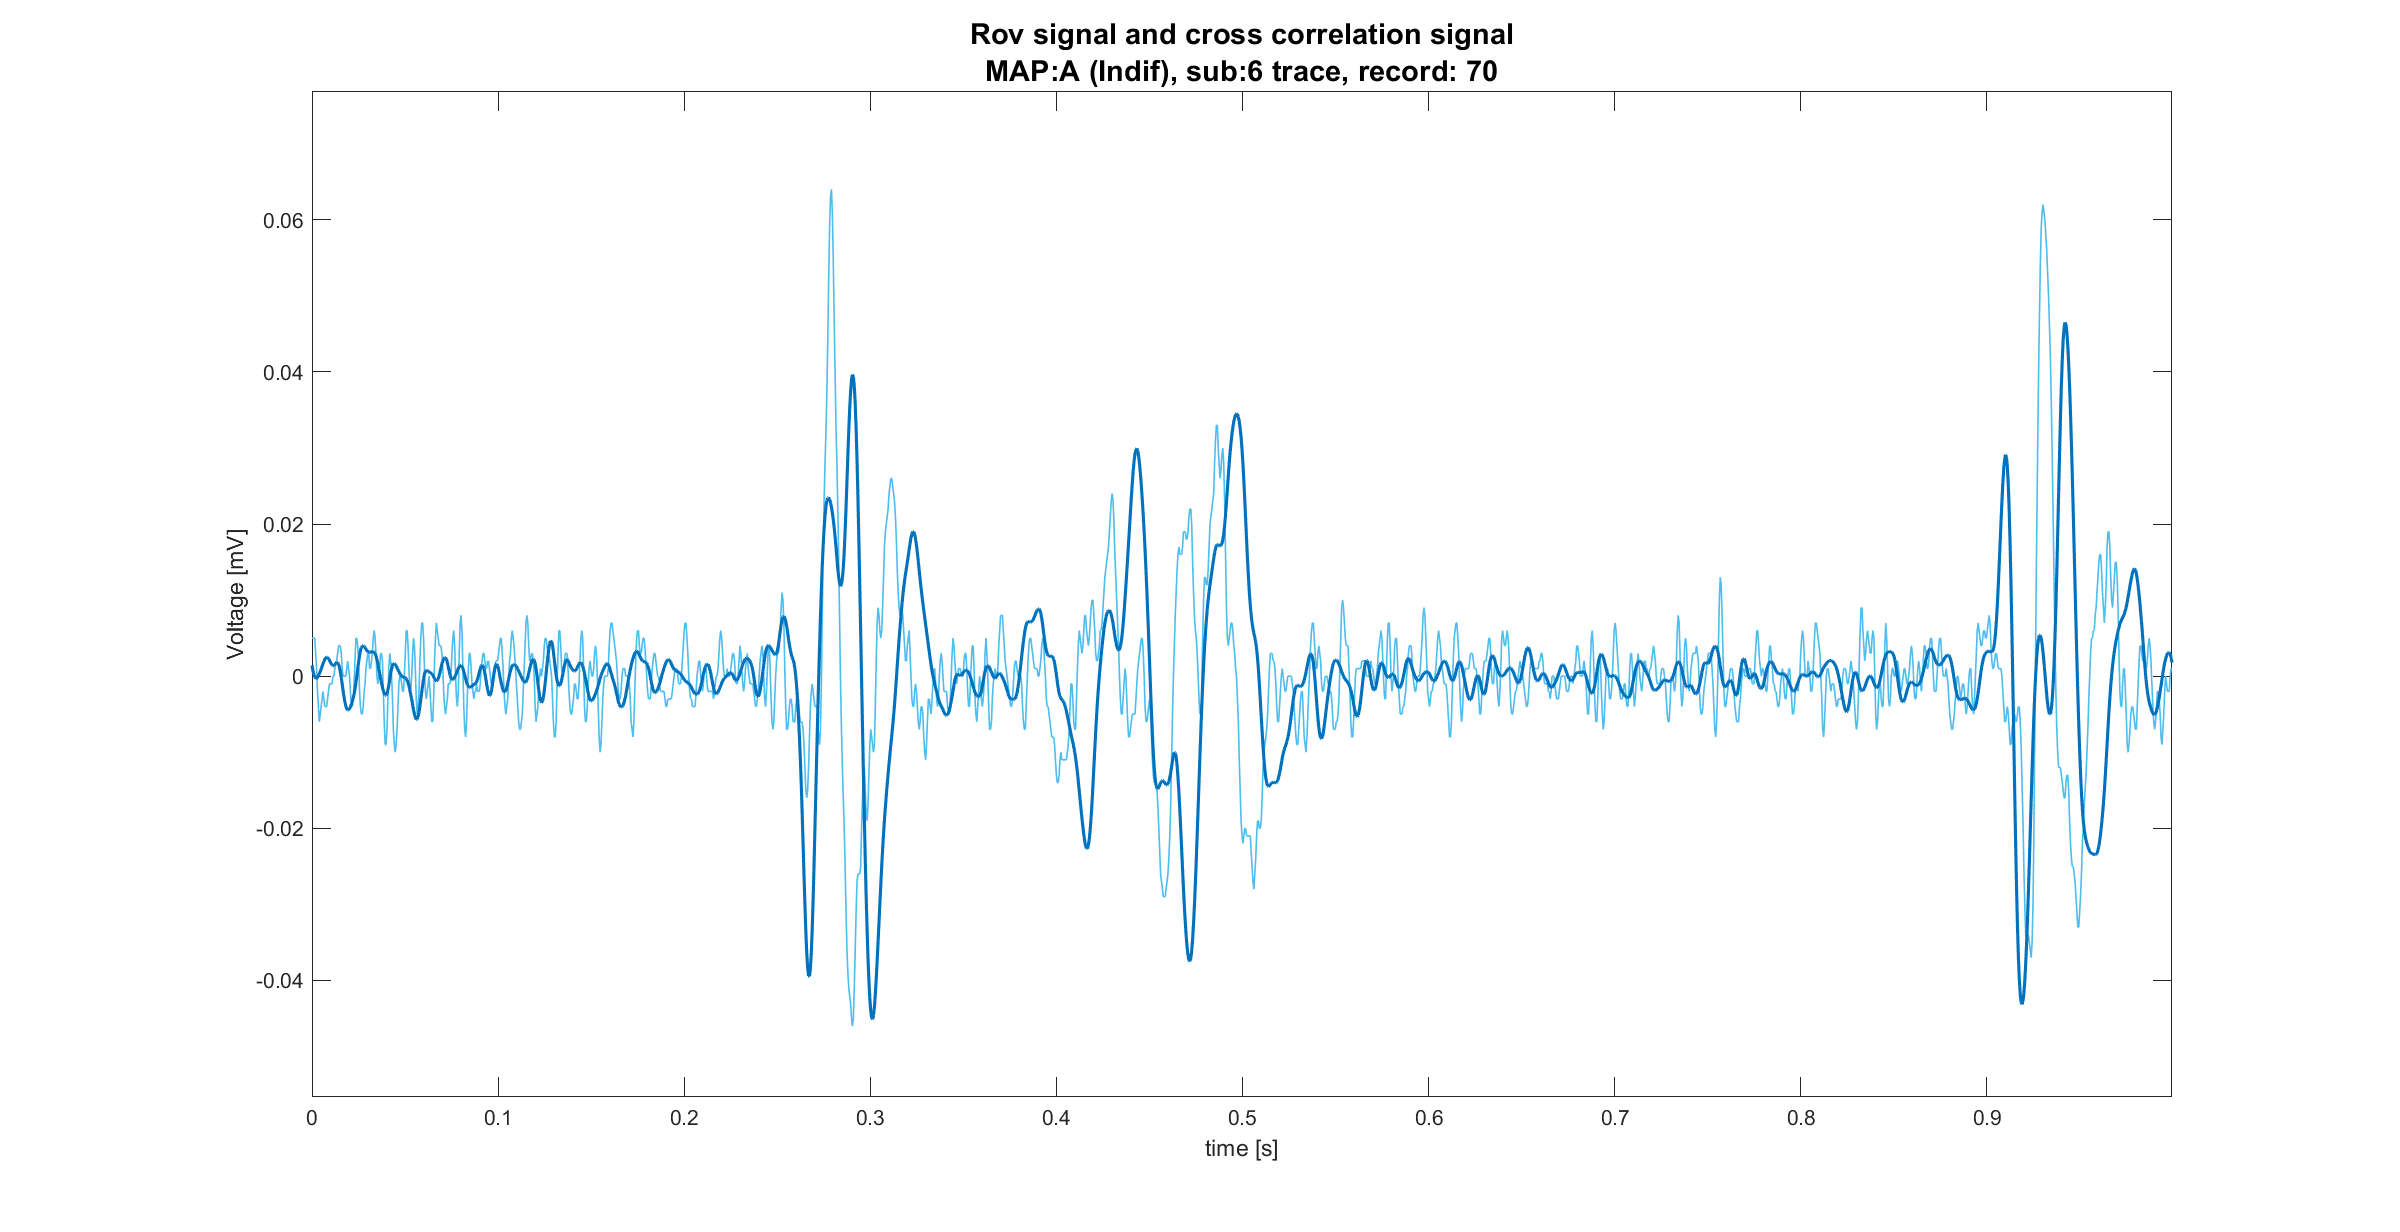 Rov signal and cross correlation signal
MAP:A (Indif), sub:6 trace, record: 70
Voltage [mV]
0.06
0.04
0.02
0
-0.02
-0.04
0 0.1 0.2 0.3 0.4 0.5 0.6 0.7 0.8 0.9
time [s]